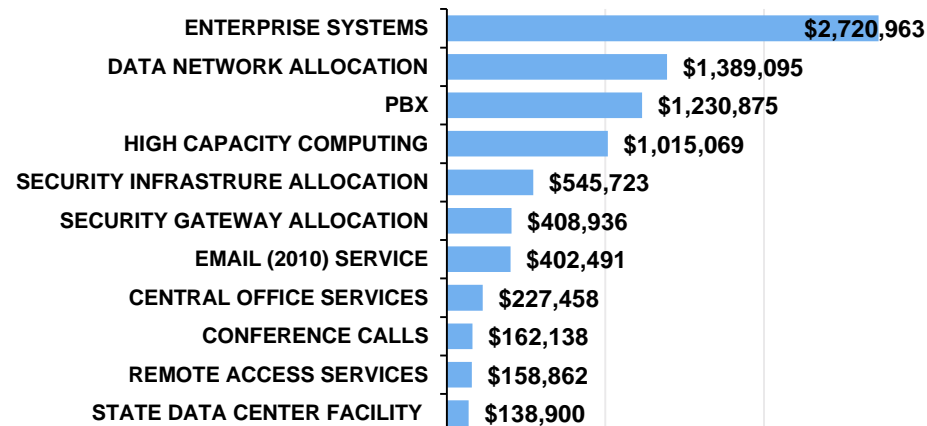 ENTERPRISE SYSTEMS $2,720,963
DATA NETWORK ALLOCATION $1,389,095
PBX $1,230,875
HIGH CAPACITY COMPUTING $1,015,069
SECURITY INFRASTRURE ALLOCATION $545,723
SECURITY GATEWAY ALLOCATION $408,936
EMAIL (2010) SERVICE $402,491
CENTRAL OFFICE SERVICES $227,458
CONFERENCE CALLS $162,138
REMOTE ACCESS SERVICES $158,862
STATE DATA CENTER FACILITY $138,900